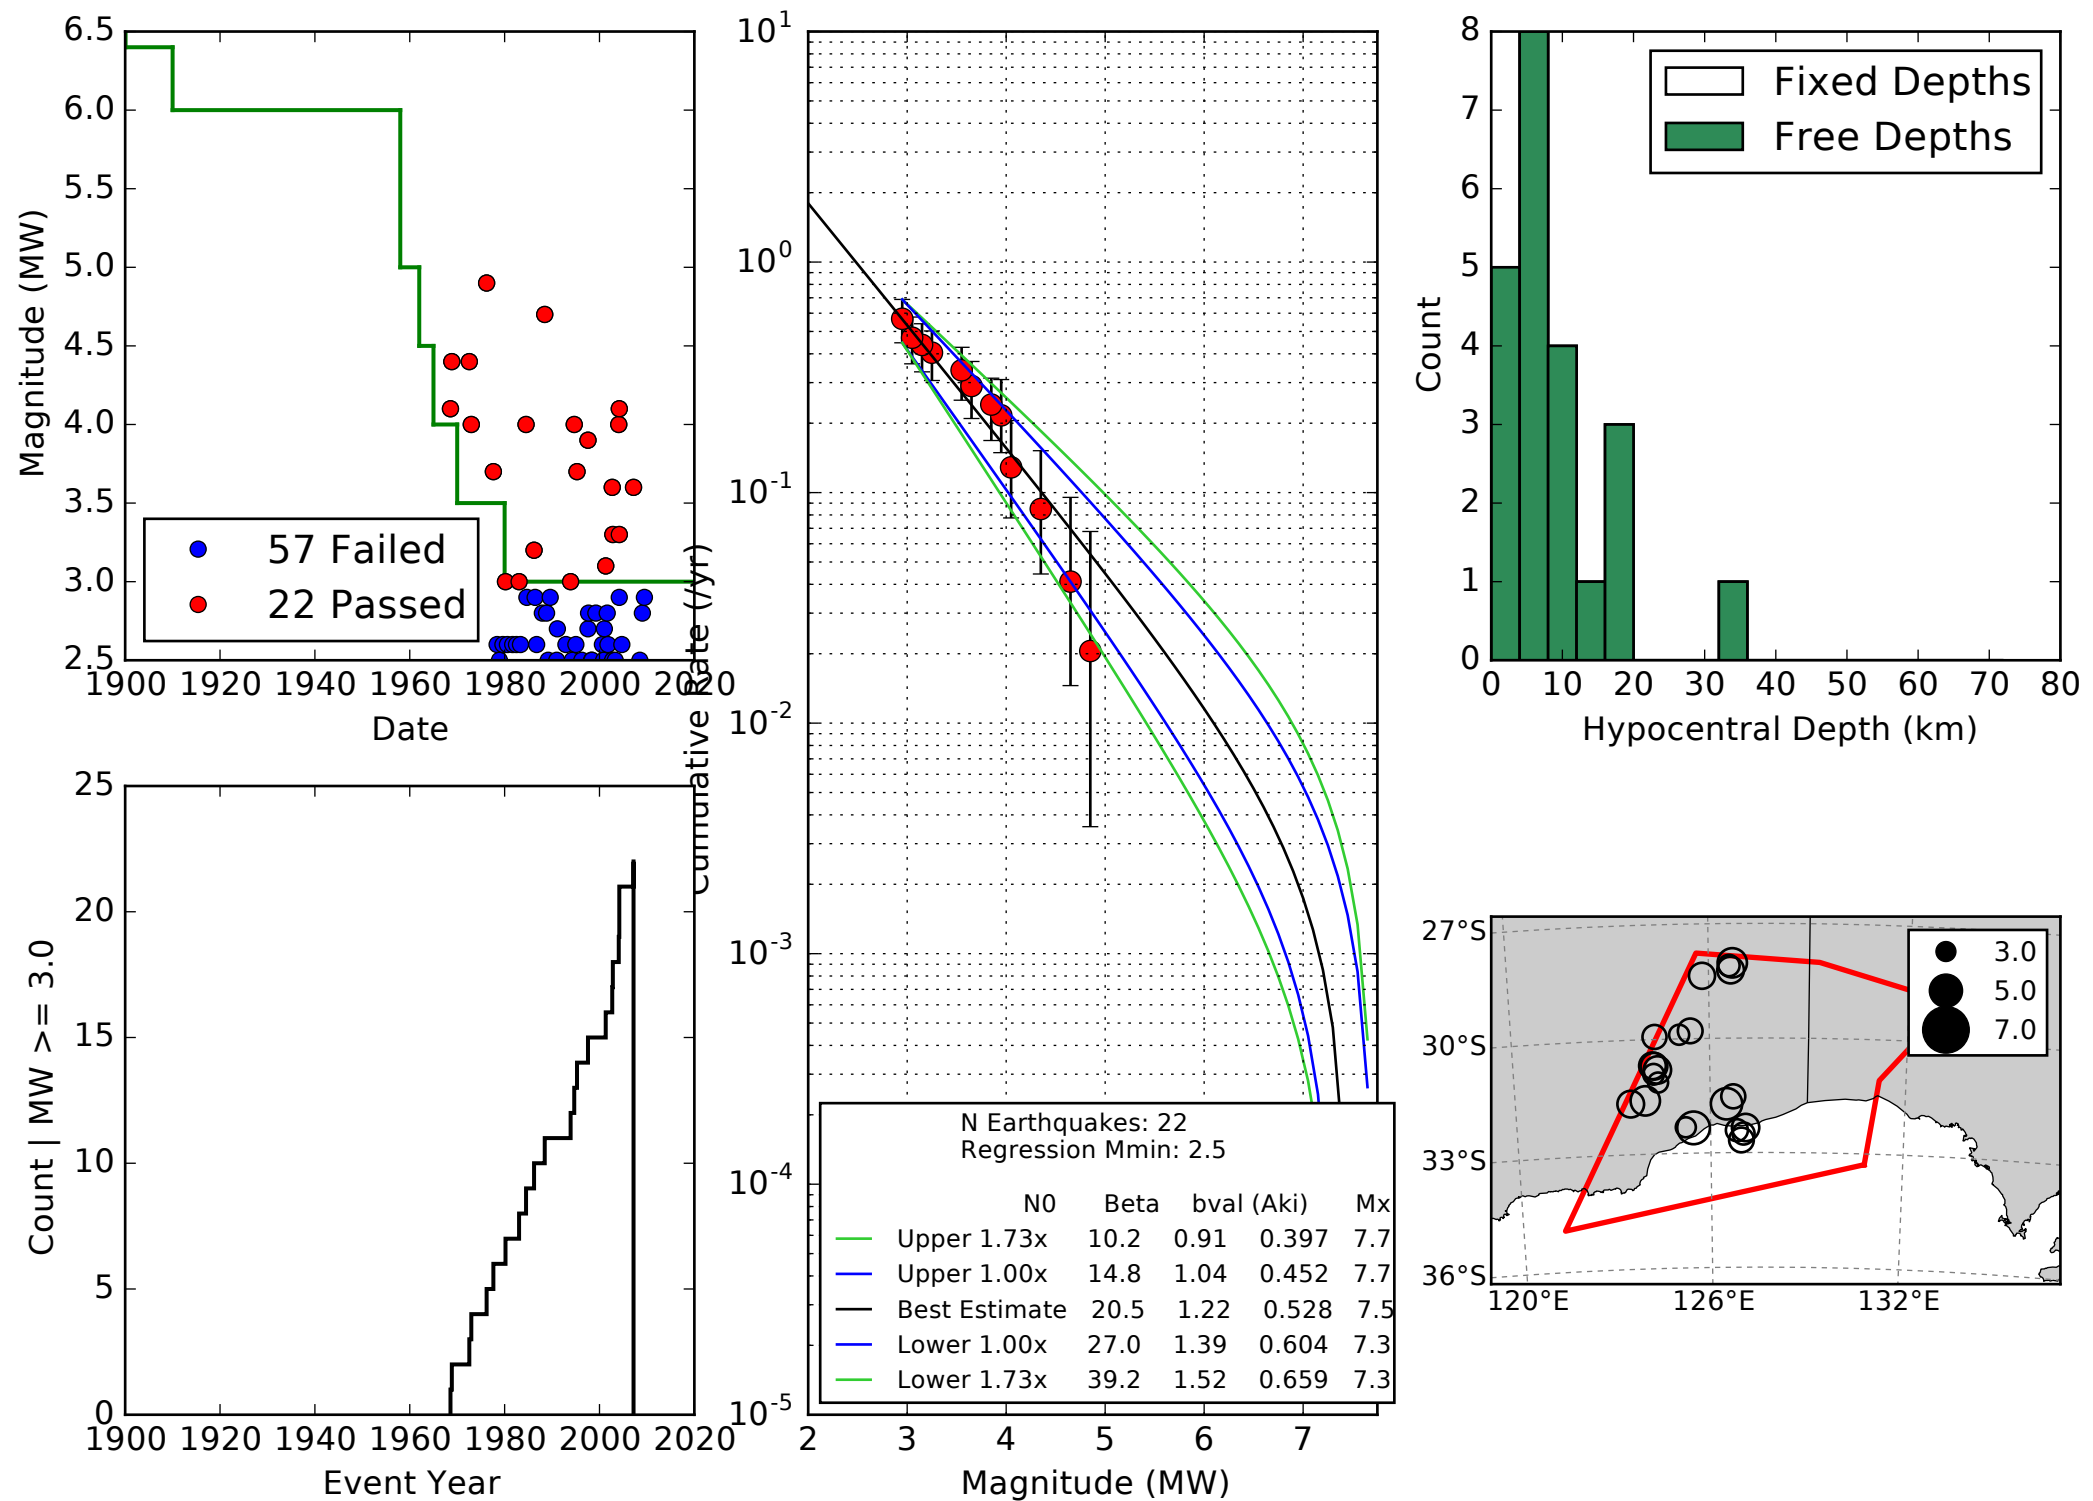 6.5
6.0
5.5
5.0
4.5
4.0
3.5
3.0
2.5
Magnitude (MW)
57 Failed
22 Passed
1900 1920 1940 1960 1980 2000 2020
Date
25
20
15
10
5
0
Count | MW >= 3.0
1900 1920 1940 1960 1980 2000 2020
Event Year
10^1
10^0
10^-1
10^-2
10^-3
10^-4
10^-5
Cumulative Rate (/yr)
N Earthquakes: 22
Regression Mmin: 2.5
N0 Beta bval (Aki) Mx
Upper 1.73x 10.2 0.91 0.397 7.7
Upper 1.00x 14.8 1.04 0.452 7.7
Best Estimate 20.5 1.22 0.528 7.5
Lower 1.00x 27.0 1.39 0.604 7.3
Lower 1.73x 39.2 1.52 0.659 7.3
2 3 4 5 6 7
Magnitude (MW)
8
7
6
5
4
3
2
1
0
Count
Fixed Depths
Free Depths
0 10 20 30 40 50 60 70 80
Hypocentral Depth (km)
27°S
30°S
33°S
36°S
3.0
5.0
7.0
120°E 126°E 132°E